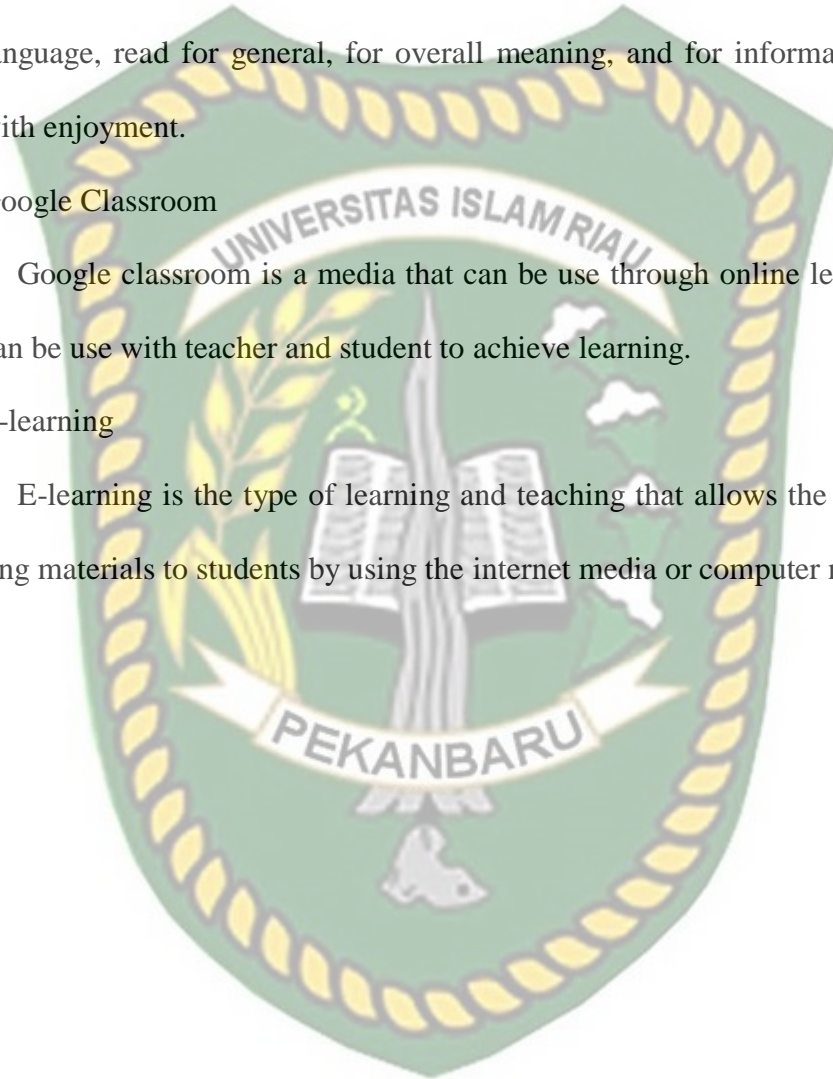 anguage, read for general, for overall meaning, and for informa
ith enjoyment.
oogle Classroom
Google classroom is a media that can be use through online le
an be use with teacher and student to achieve learning.
-learning
E-learning is the type of learning and teaching that allows the
ng materials to students by using the internet media or computer
UNIVERSITAS ISLAM RIAU
PEKANBARU